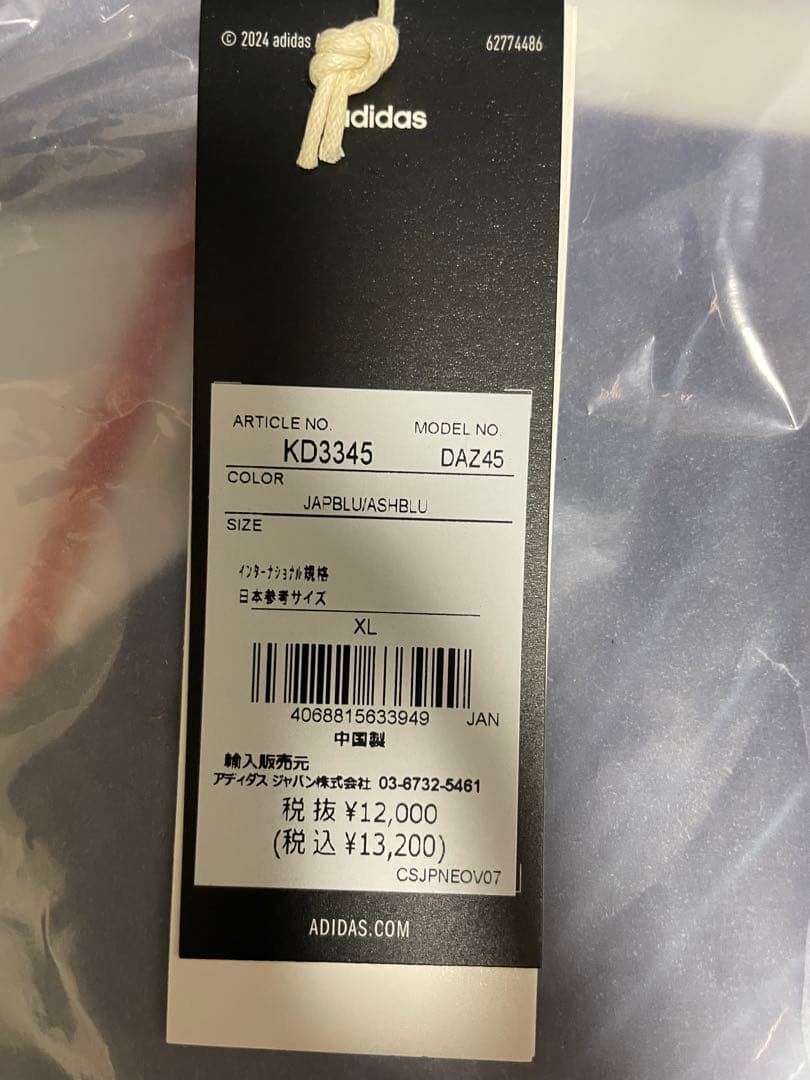 © 2024 adidas
62774486
adidas
ARTICLE NO.
MODEL NO.
KD3345
DAZ45
COLOR
JAPBLU/ASHBLU
SIZE
インターナショナル規格
日本参考サイズ
XL
4068815633949
JAN
中国製
輸入販売元
アディダス ジャパン株式会社 03-6732-5461
税抜 ¥12,000
(税込 ¥13,200)
CSJPNEOV07
ADIDAS.COM